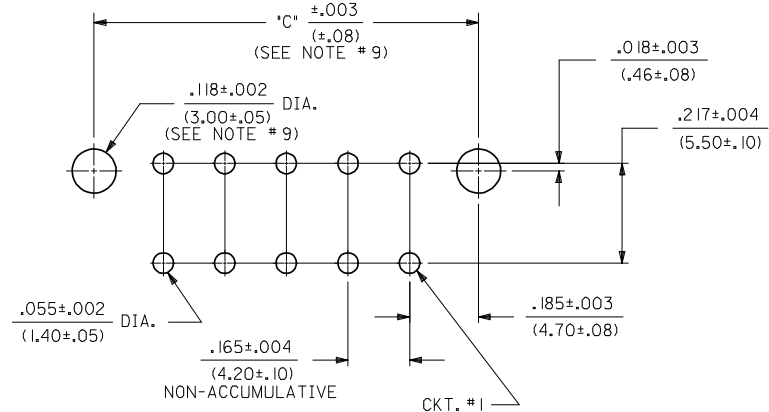 "C" ±.003
(±.08)
(SEE NOTE #9)
.018±.003
(.46±.08)
.118±.002 DIA.
(3.00±.05)
(SEE NOTE #9)
.217±.004
(5.50±.10)
.055±.002 DIA.
(1.40±.05)
.165±.004
(4.20±.10)
NON-ACCUMULATIVE
.185±.003
(4.70±.08)
CKT. #1